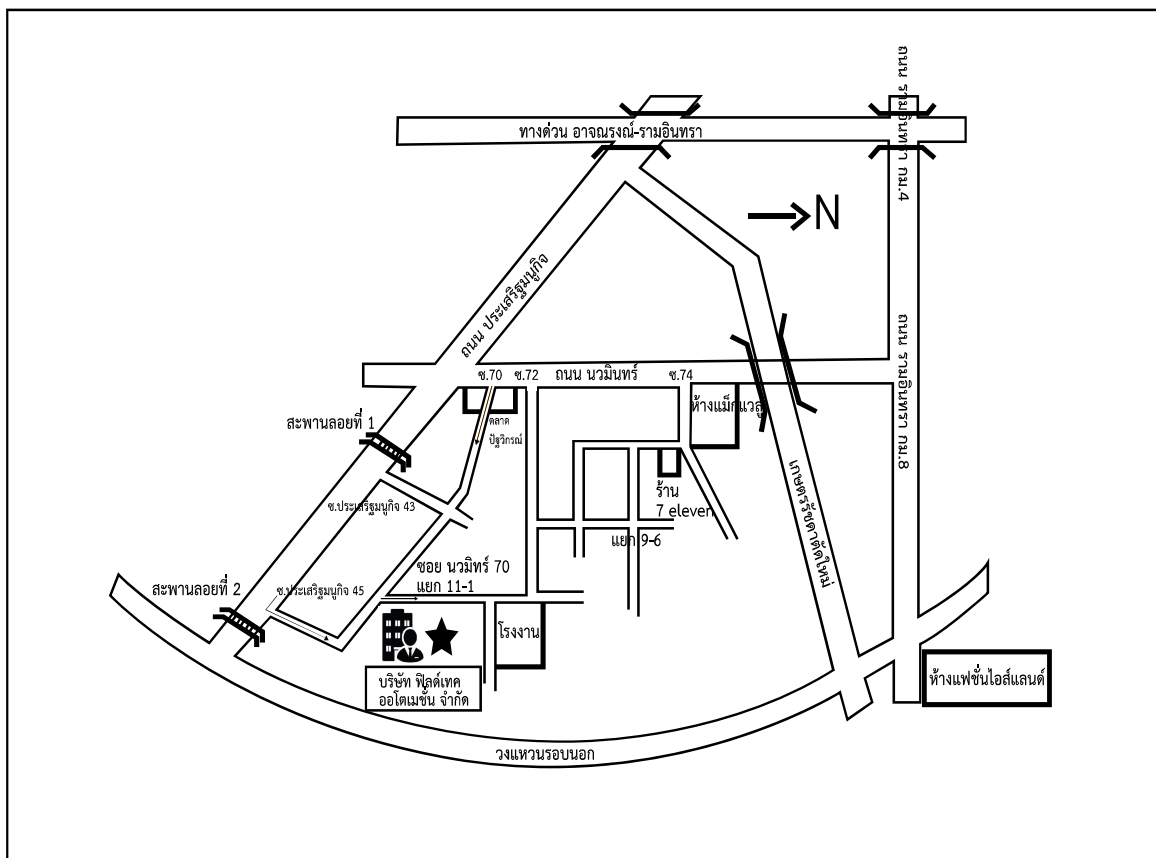 ถนน รามอินทรา กม.4
ทางด่วน อาจณรงณ์-รามอินทรา
N
ถนน ประเสริฐมนูกิจ
ถนน รามอินทรา กม.8
ซ.70
ซ.72
ถนน นวมินทร์
ซ.74
ห้างแม็กแวลู
ตลาด
ปัฐวิกรณ์
สะพานลอยที่ 1
เกษตรรัชดาตัดใหม่
ร้าน
7 eleven
ซ.ประเสริฐมนูกิจ 43
แยก 9-6
ซอย นวมิทร์ 70
แยก 11-1
สะพานลอยที่ 2
ซ.ประเสริฐมนูกิจ 45
โรงงาน
บริษัท ฟิลด์เทค
ออโตเมชั่น จำกัด
ห้างแฟชั่นไอส์แลนด์
วงแหวนรอบนอก